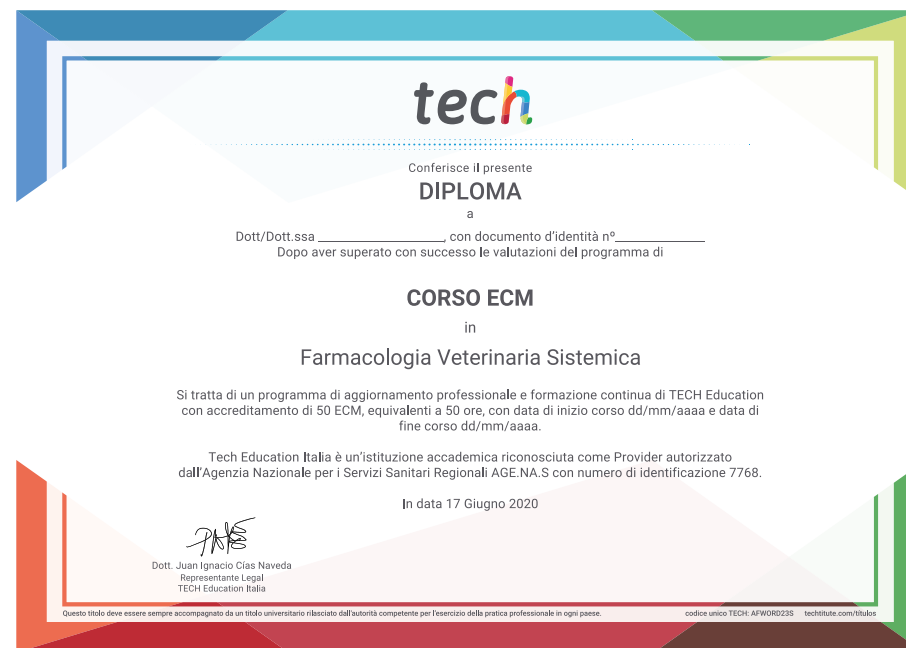 tech
Conferisce il presente
DIPLOMA
a
Dott/Dott.ssa _________________, con documento d'identità nº____________
Dopo aver superato con successo le valutazioni del programma di
CORSO ECM
in
Farmacologia Veterinaria Sistemica
Si tratta di un programma di aggiornamento professionale e formazione continua di TECH Education
con accreditamento di 50 ECM, equivalenti a 50 ore, con data di inizio corso dd/mm/aaaa e data di
fine corso dd/mm/aaaa.
Tech Education Italia è un'istituzione accademica riconosciuta come Provider autorizzato
dall'Agenzia Nazionale per i Servizi Sanitari Regionali AGE.NA.S con numero di identificazione 7768.
In data 17 Giugno 2020
Dott. Juan Ignacio Cías Naveda
Representante Legal
TECH Education Italia
Questo titolo deve essere sempre accompagnato da un titolo universitario rilasciato dall'autorità competente per l'esercizio della pratica professionale in ogni paese. codice unico TECH: AFWORD23S techtitute.com/títulos